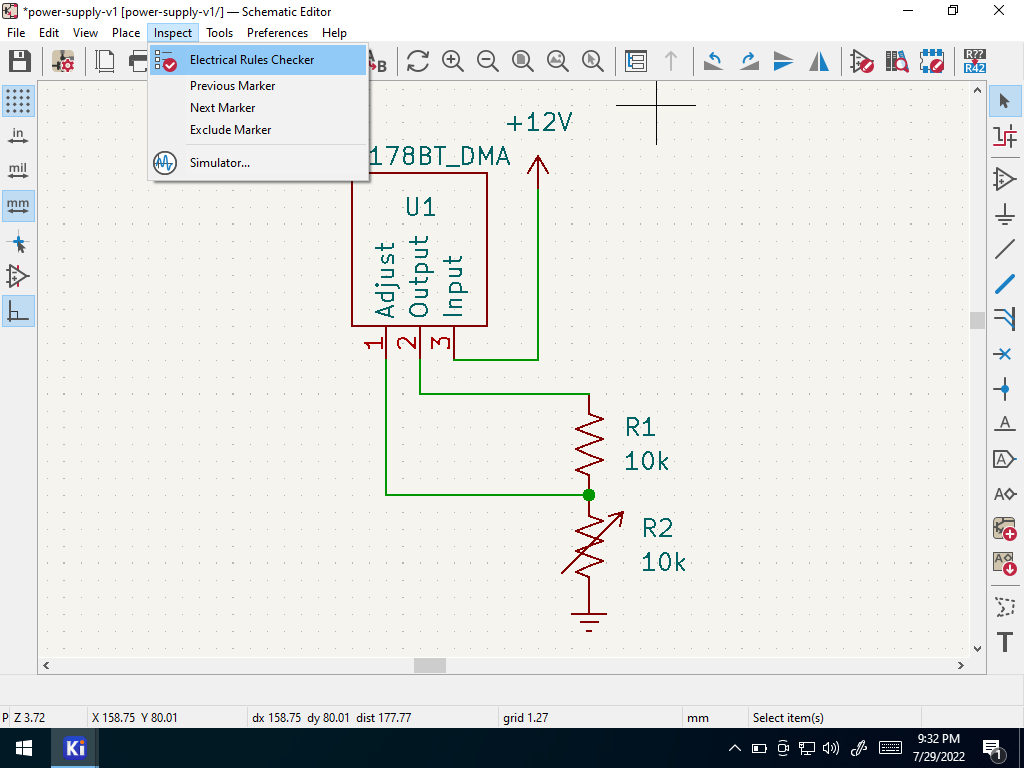 *power-supply-v1 [power-supply-v1/] — Schematic Editor
File Edit View Place Inspect Tools Preferences Help
Electrical Rules Checker
Previous Marker
Next Marker
Exclude Marker
Simulator...
B
R??
R42
in
mil
mm
+12V
178BT_DMA
U1
Adjust
Output
Input
1
2
3
R1
10k
R2
10k
A
A
A
A
T
P Z 3.72 X 158.75 Y 80.01 dx 158.75 dy 80.01 dist 177.77 grid 1.27 mm Select item(s)
Ki
9:32 PM
7/29/2022
1